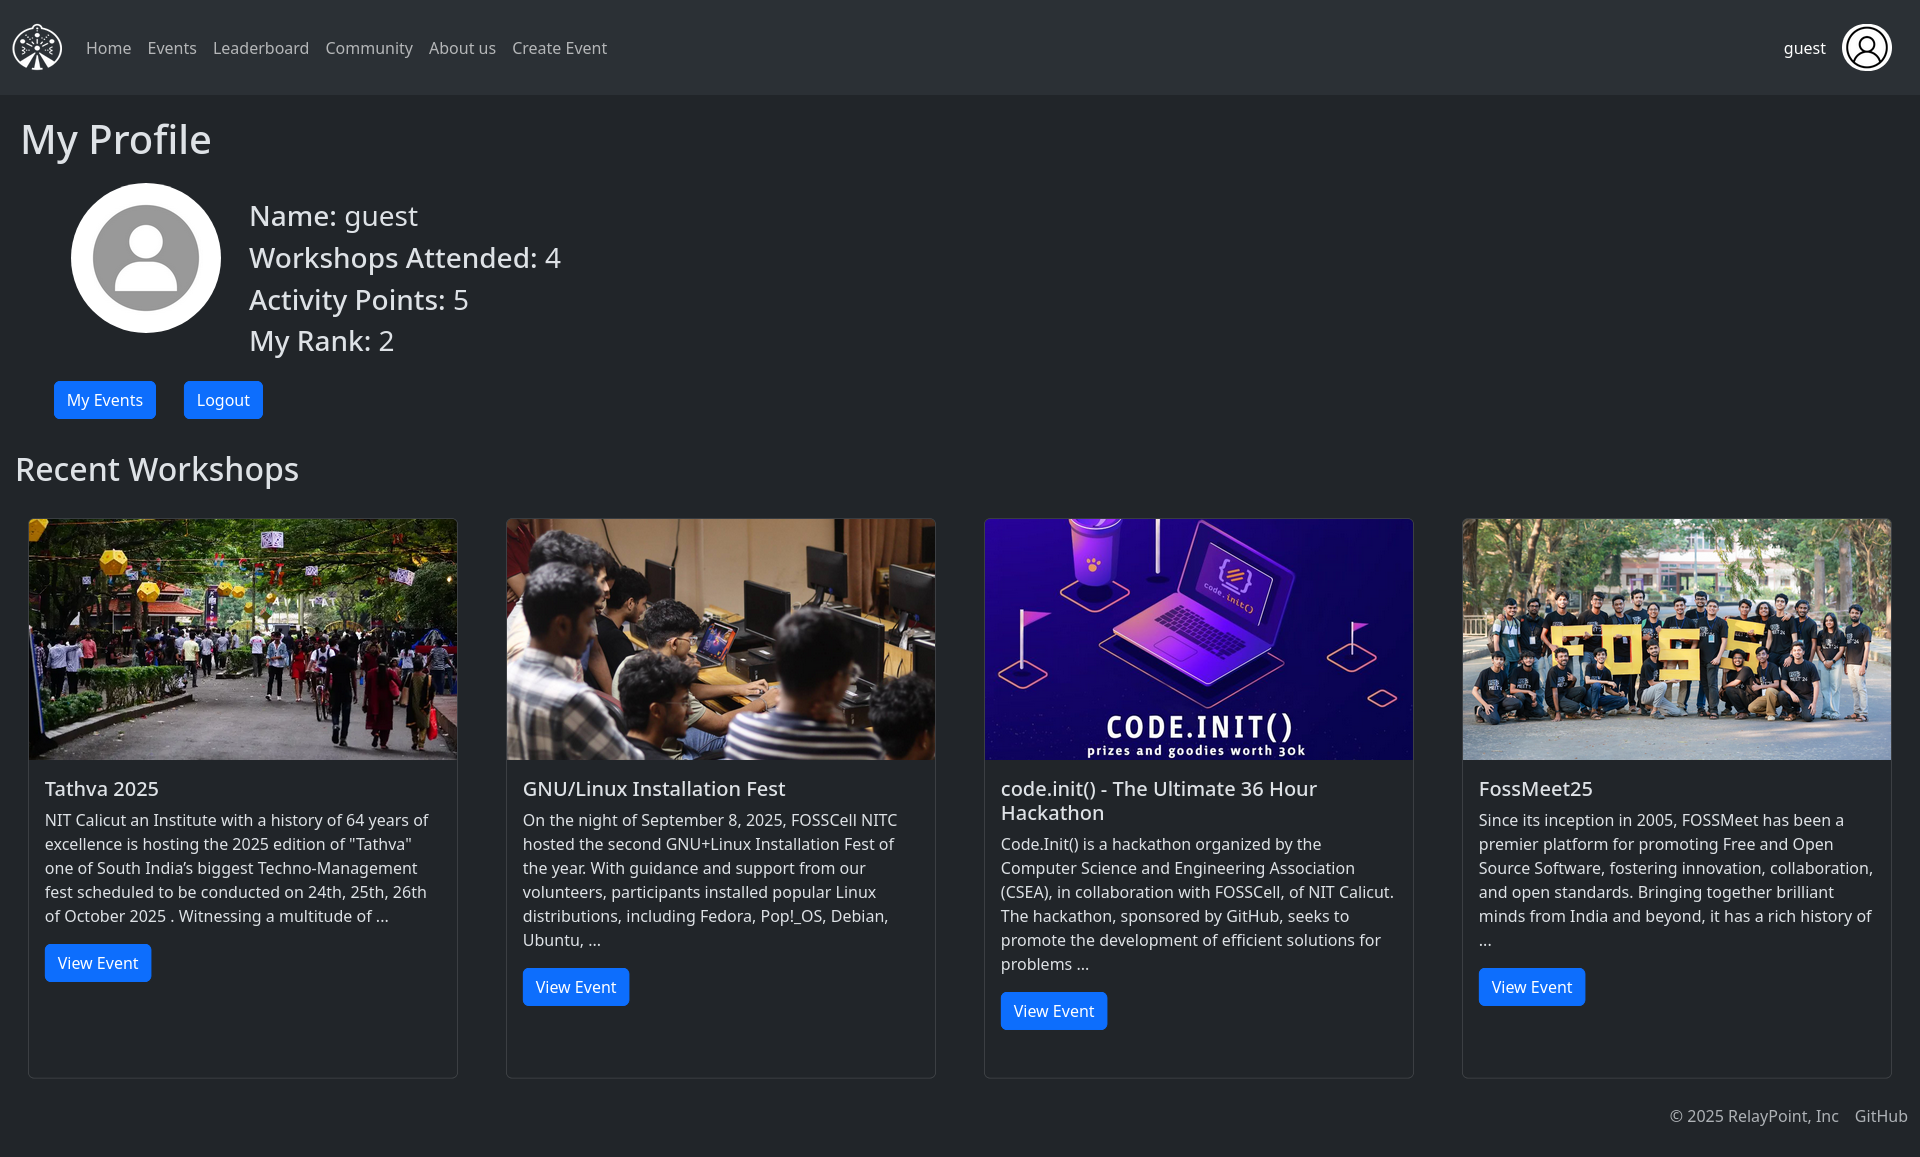 Home Events Leaderboard Community About us Create Event guest
My Profile
Name: guest
Workshops Attended: 4
Activity Points: 5
My Rank: 2
My Events Logout
Recent Workshops
code.init()
CODE.INIT()
prizes and goodies worth 30k
FOSS
Tathva 2025
NIT Calicut an Institute with a history of 64 years of
excellence is hosting the 2025 edition of "Tathva"
one of South India’s biggest Techno-Management
fest scheduled to be conducted on 24th, 25th, 26th
of October 2025 . Witnessing a multitude of ...
View Event
GNU/Linux Installation Fest
On the night of September 8, 2025, FOSSCell NITC
hosted the second GNU+Linux Installation Fest of
the year. With guidance and support from our
volunteers, participants installed popular Linux
distributions, including Fedora, Pop!_OS, Debian,
Ubuntu, ...
View Event
code.init() - The Ultimate 36 Hour
Hackathon
Code.Init() is a hackathon organized by the
Computer Science and Engineering Association
(CSEA), in collaboration with FOSSCell, of NIT Calicut.
The hackathon, sponsored by GitHub, seeks to
promote the development of efficient solutions for
problems ...
View Event
FossMeet25
Since its inception in 2005, FOSSMeet has been a
premier platform for promoting Free and Open
Source Software, fostering innovation, collaboration,
and open standards. Bringing together brilliant
minds from India and beyond, it has a rich history of
...
View Event
© 2025 RelayPoint, Inc GitHub